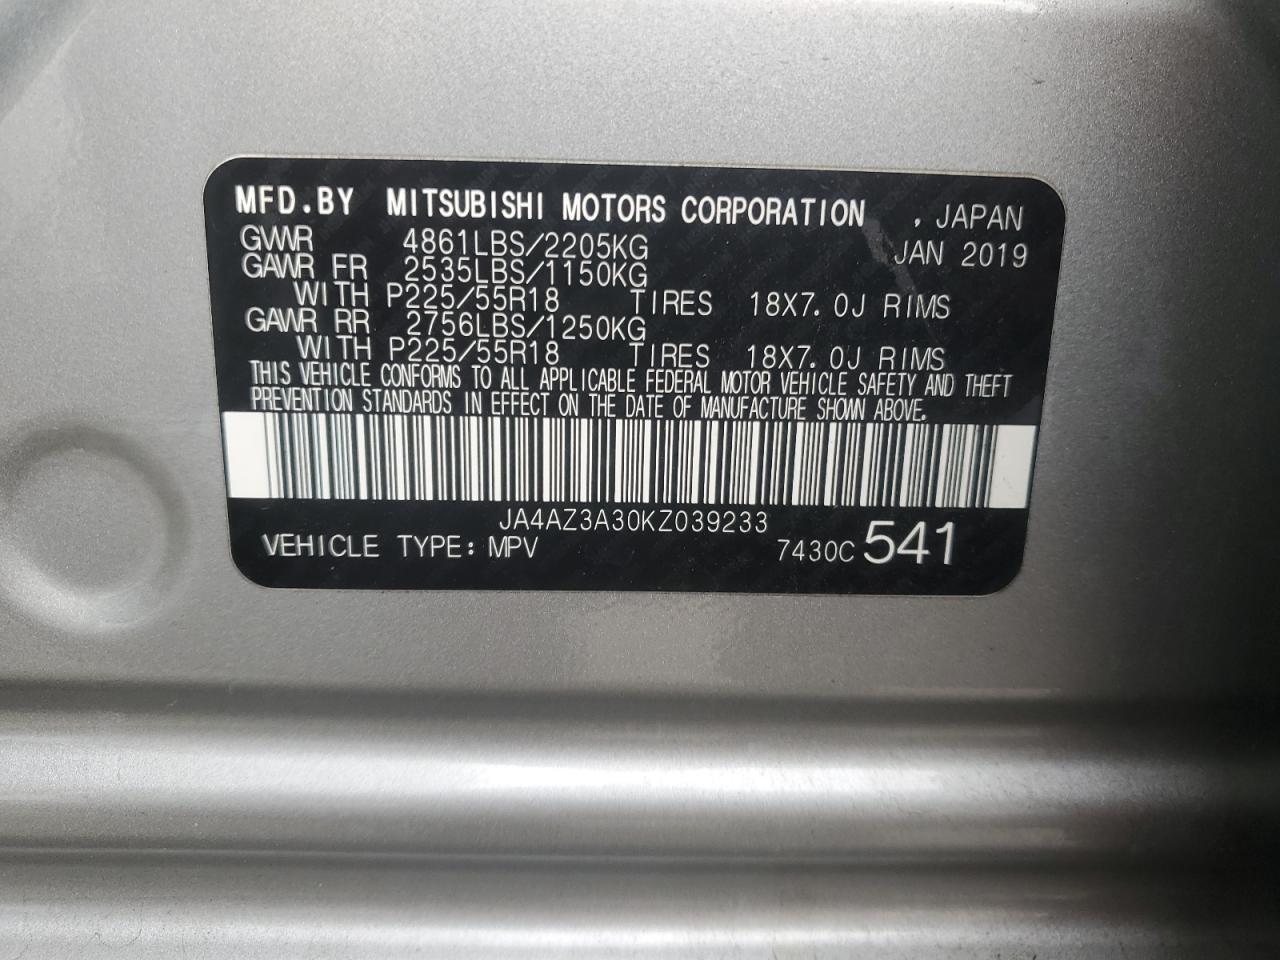 MFD.BY MITSUBISHI MOTORS CORPORATION , JAPAN
GVWR 4861LBS/2205KG JAN 2019
GAWR FR 2535LBS/1150KG
WITH P225/55R18 TIRES 18X7.0J RIMS
GAWR RR 2756LBS/1250KG
WITH P225/55R18 TIRES 18X7.0J RIMS
THIS VEHICLE CONFORMS TO ALL APPLICABLE FEDERAL MOTOR VEHICLE SAFETY AND THEFT
PREVENTION STANDARDS IN EFFECT ON THE DATE OF MANUFACTURE SHOWN ABOVE.
JA4AZ3A30KZ039233
VEHICLE TYPE: MPV 7430C 541